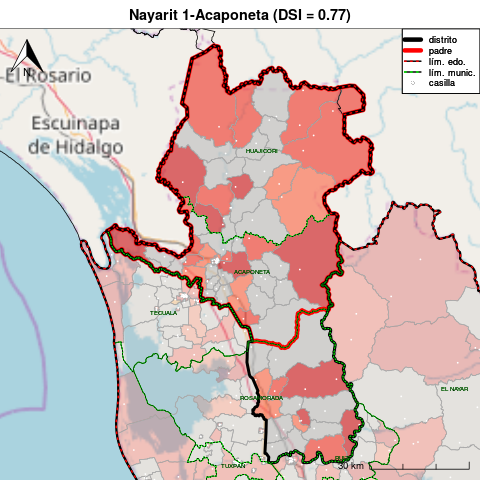 Nayarit 1-Acaponeta (DSI = 0.77)
distrito
padre
lím. edo.
lím. munic.
casilla
N
El Rosario
Escuinapa
de Hidalgo
HUAJICORI
ACAPONETA
TECUALA
EL NAYAR
ROSAMORADA
TUXPAN
30 km